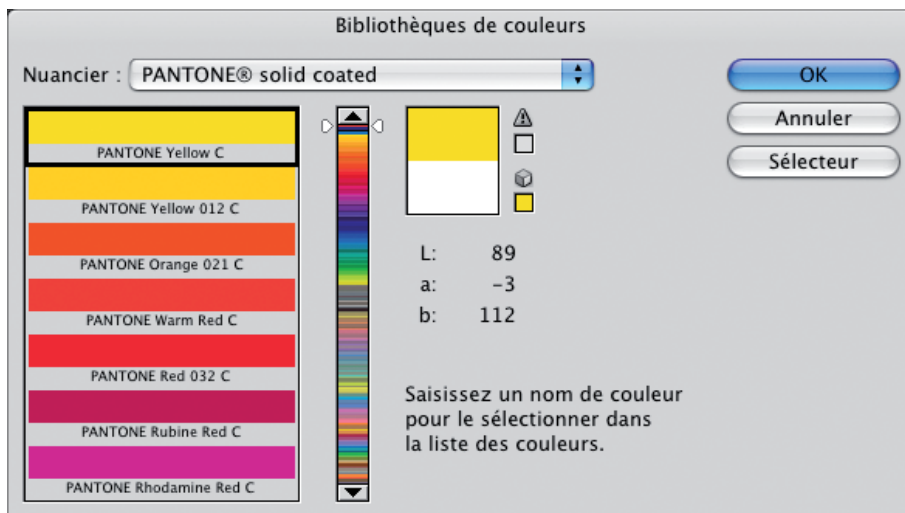 Bibliothèques de couleurs
Nuancier : PANTONE® solid coated
OK
Annuler
Sélecteur
PANTONE Yellow C
PANTONE Yellow 012 C
PANTONE Orange 021 C
PANTONE Warm Red C
PANTONE Red 032 C
PANTONE Rubine Red C
PANTONE Rhodamine Red C
L: 89
a: -3
b: 112
Saisissez un nom de couleur
pour le sélectionner dans
la liste des couleurs.